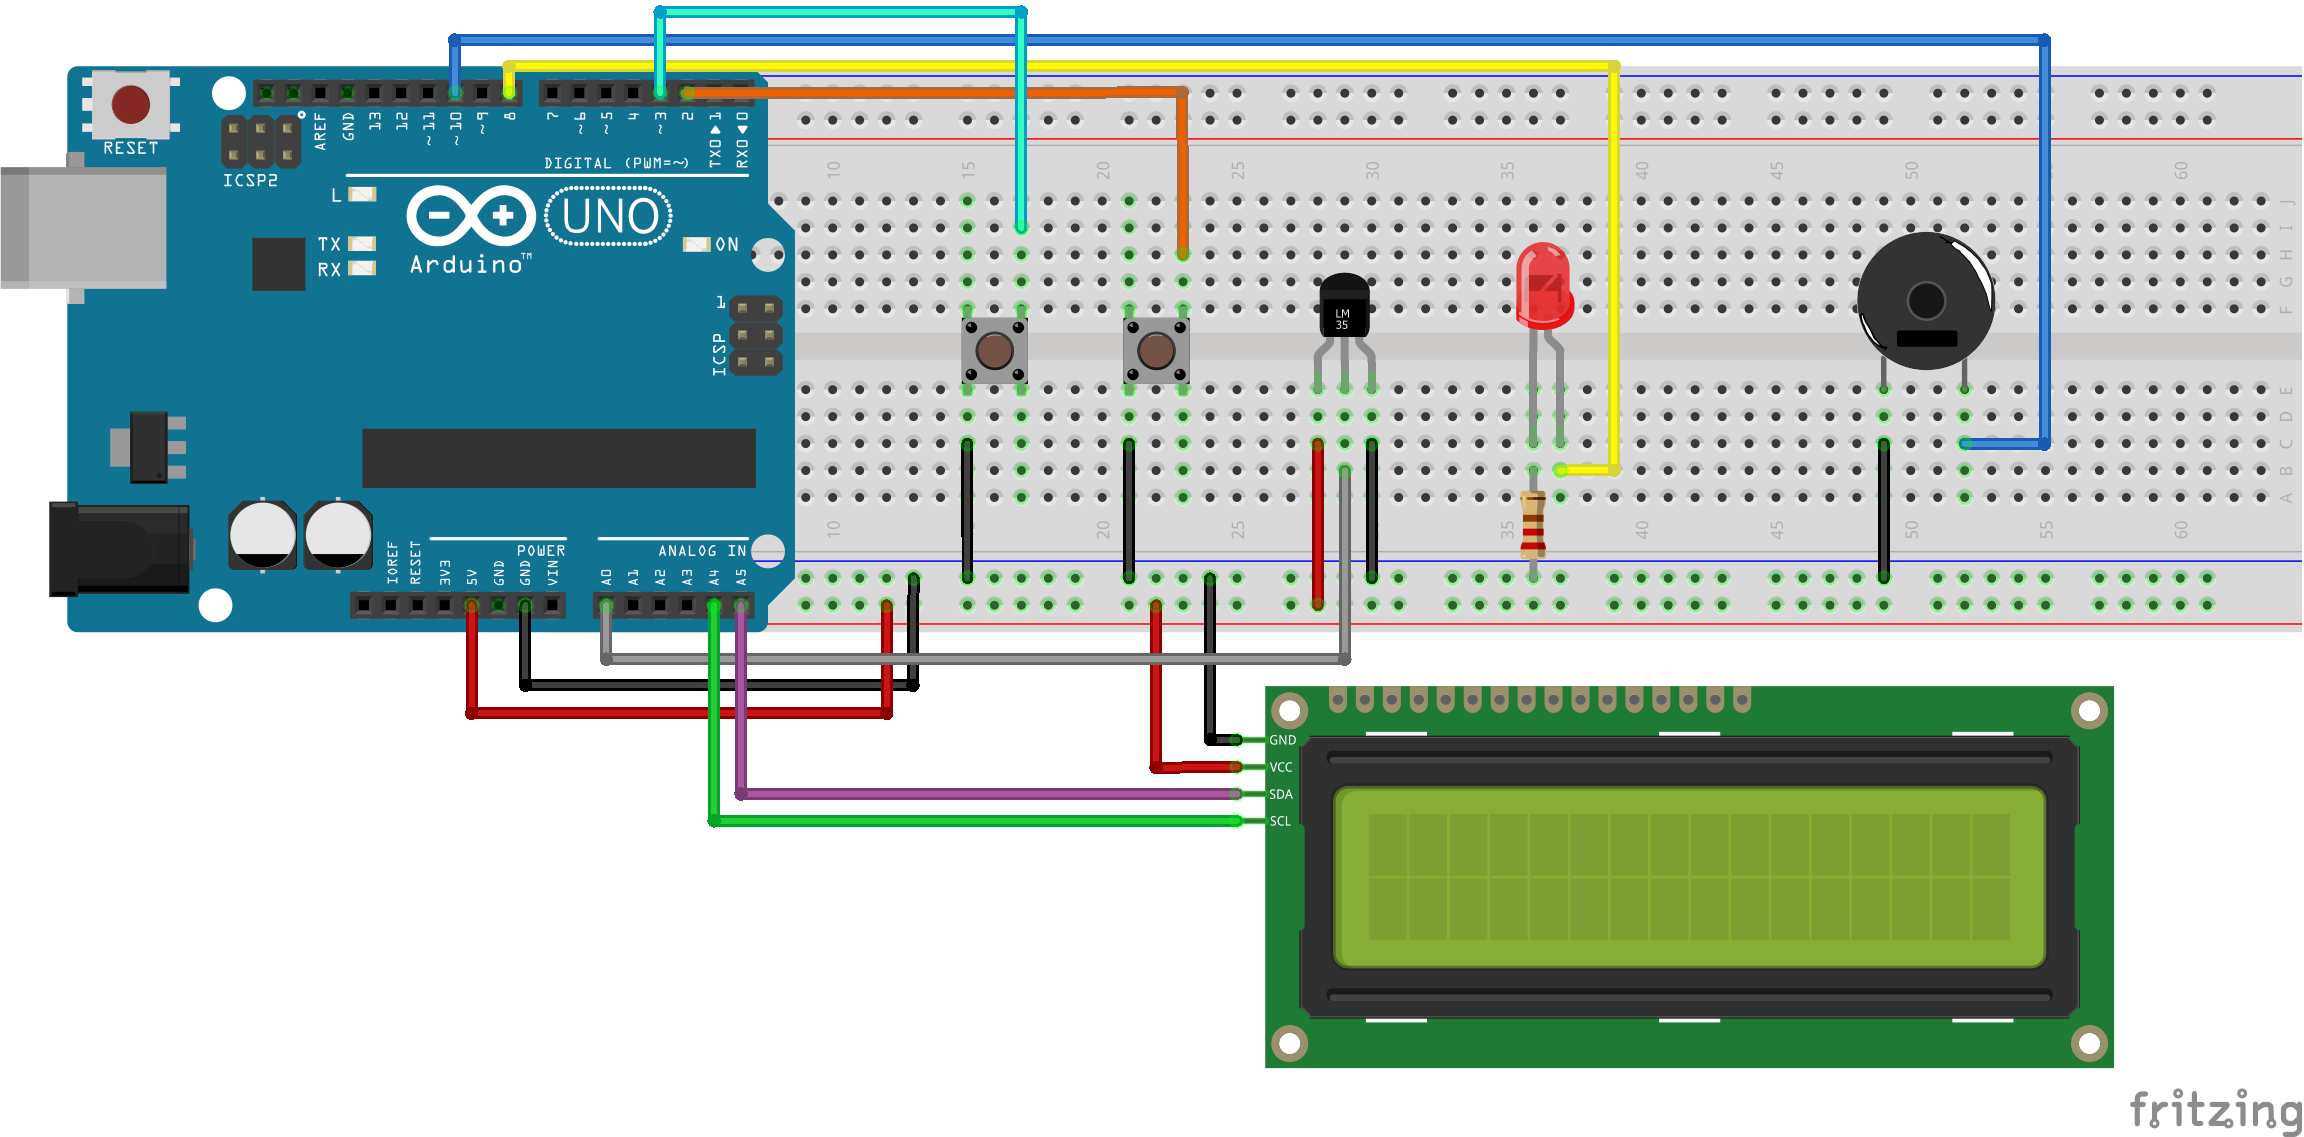 RESET
ICSP2
AREF
GND
13
12
~11
~10
~9
8
7
~6
~5
4
~3
2
TX0 ▶ 1
RX0 ◀ 0
DIGITAL (PWM=~)
L
TX
RX
UNO
ON
Arduino™
1
ICSP
POWER
ANALOG IN
IOREF
RESET
3V3
5V
GND
GND
VIN
A0
A1
A2
A3
A4
A5
10
15
20
25
30
35
40
45
50
60
J
I
H
G
F
LM
35
E
D
C
B
A
10
20
25
35
40
45
50
55
60
GND
VCC
SDA
SCL
fritzing